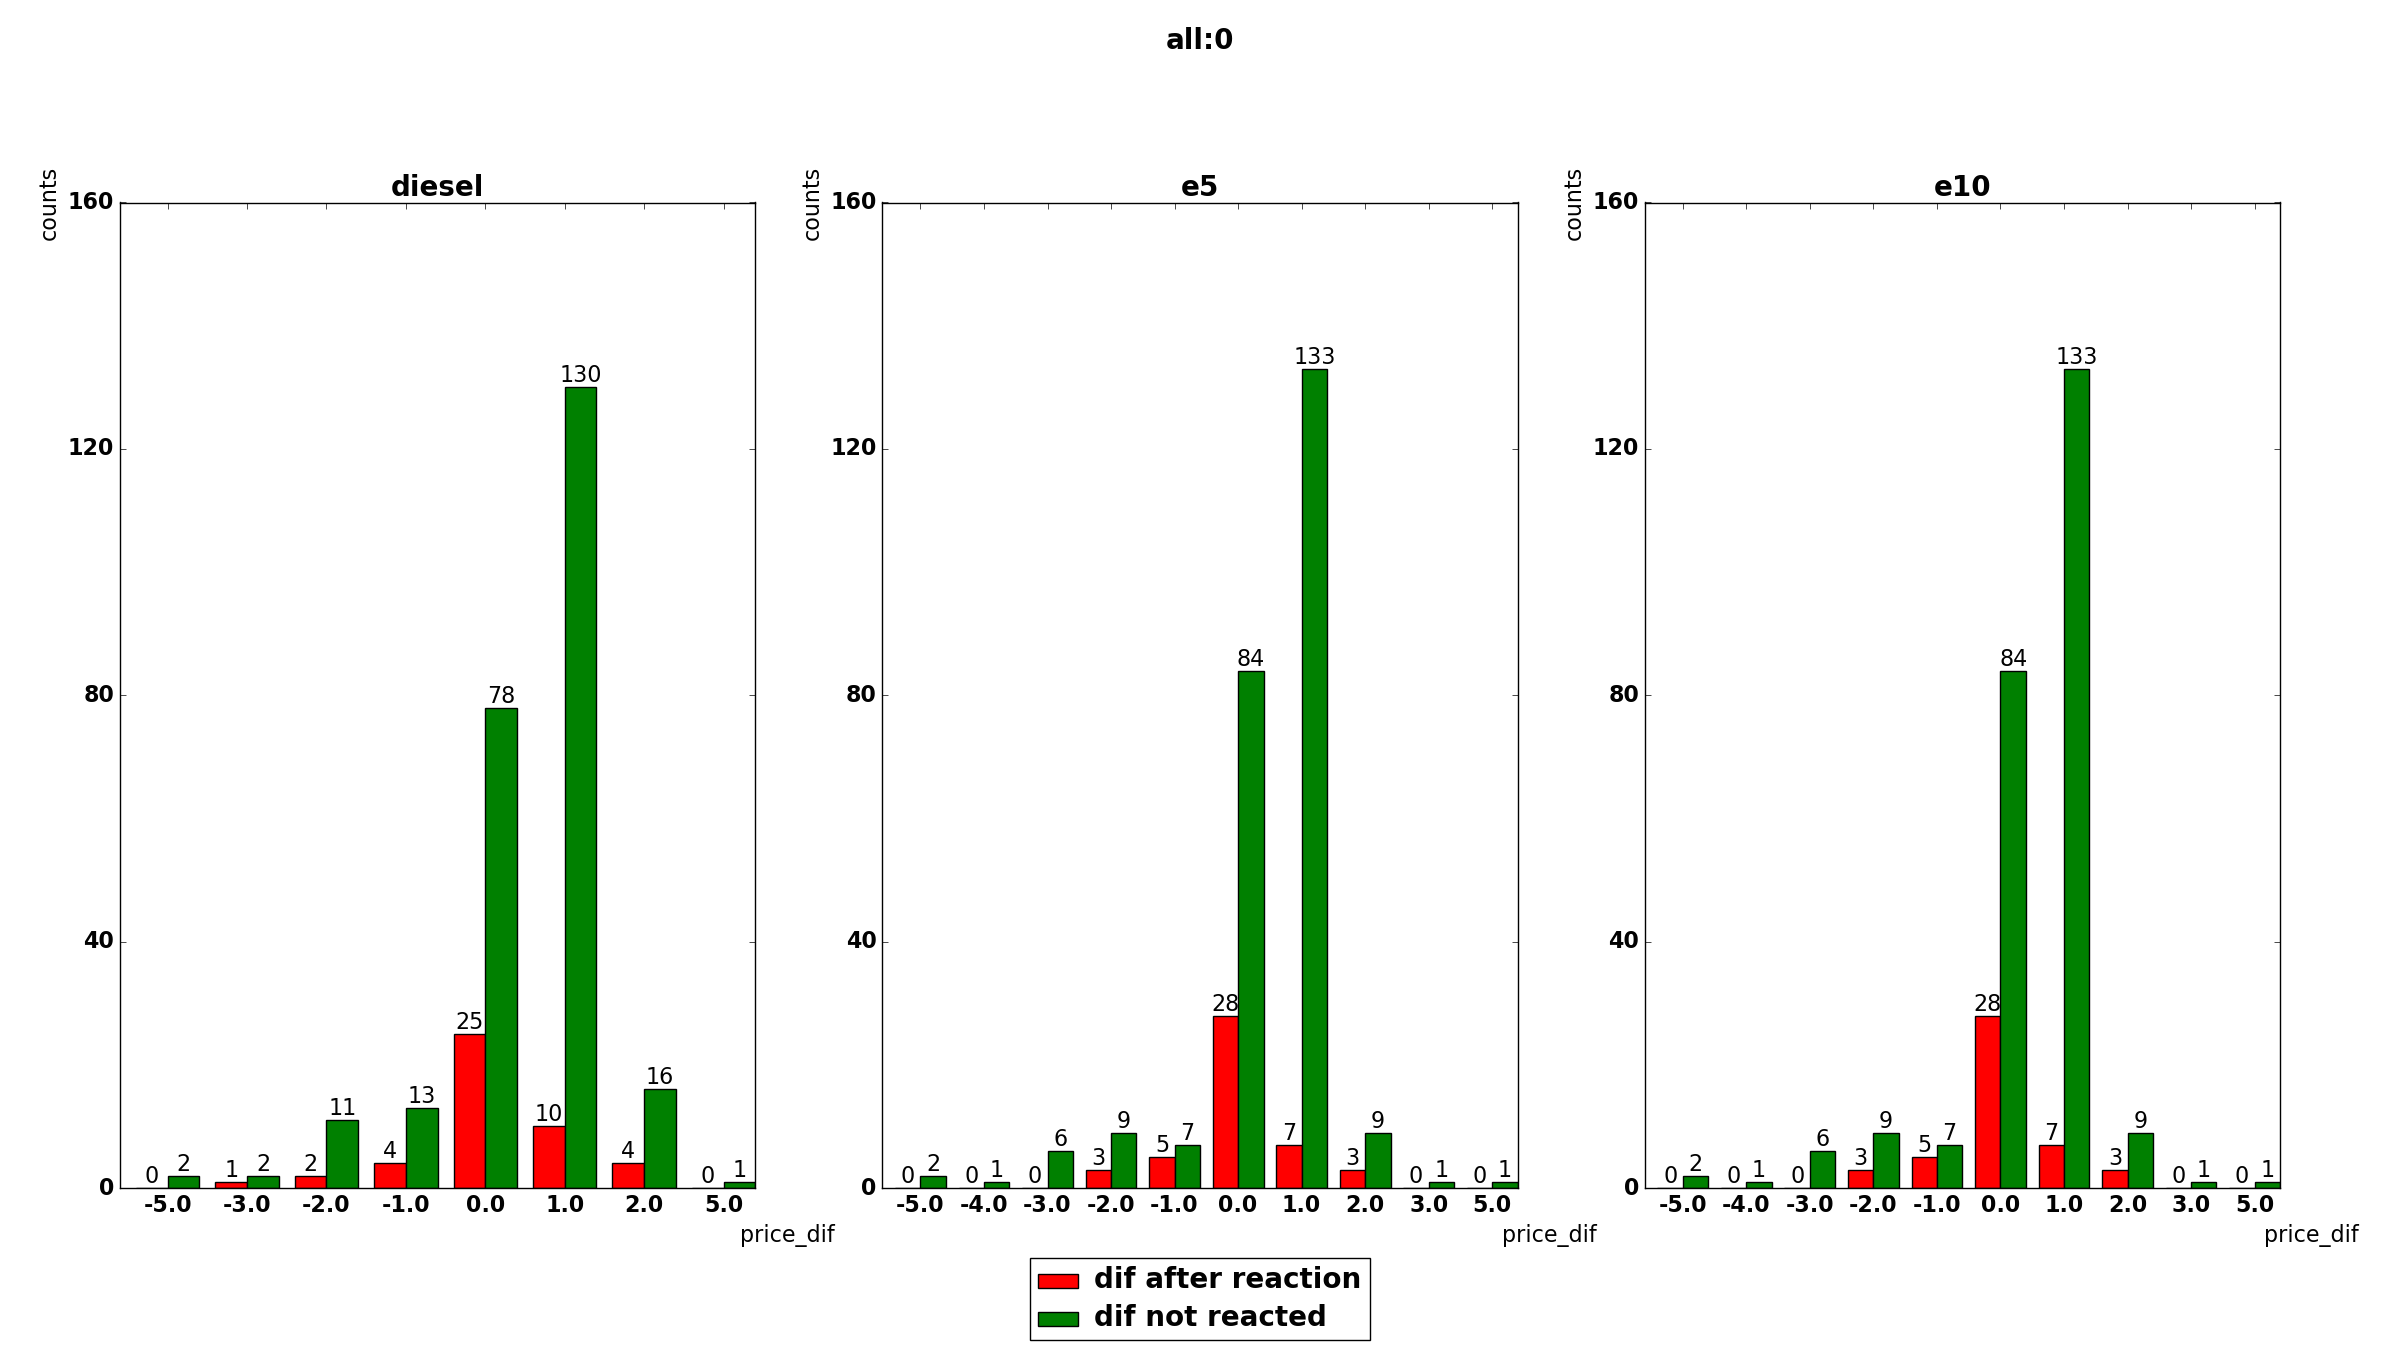 all:0
diesel
counts
160
120
80
40
0
0 2 1 2 2 11 4 13 25 78 10 130 4 16 0 1
-5.0 -3.0 -2.0 -1.0 0.0 1.0 2.0 5.0
price_dif
e5
counts
160
120
80
40
0
0 2 0 1 0 6 3 9 5 7 28 84 7 133 3 9 0 1 0 1
-5.0 -4.0 -3.0 -2.0 -1.0 0.0 1.0 2.0 3.0 5.0
price_dif
e10
counts
160
120
80
40
0
0 2 0 1 0 6 3 9 5 7 28 84 7 133 3 9 0 1 0 1
-5.0 -4.0 -3.0 -2.0 -1.0 0.0 1.0 2.0 3.0 5.0
price_dif
dif after reaction
dif not reacted